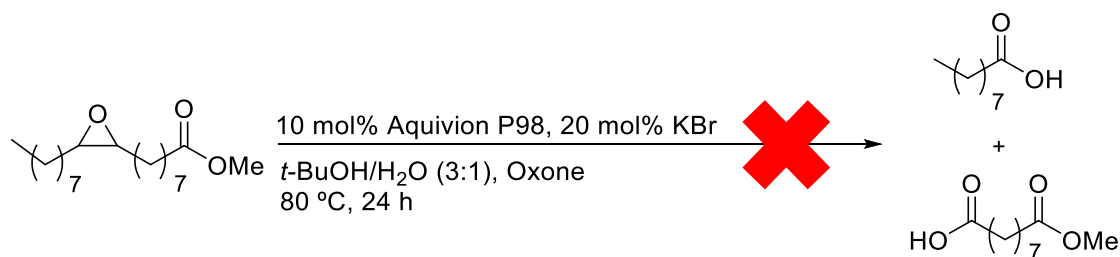 O
O
OMe
7
7
10 mol% Aquivion P98, 20 mol% KBr
t-BuOH/H2O (3:1), Oxone
80 ºC, 24 h
O
OH
7
+
O
O
HO
OMe
7